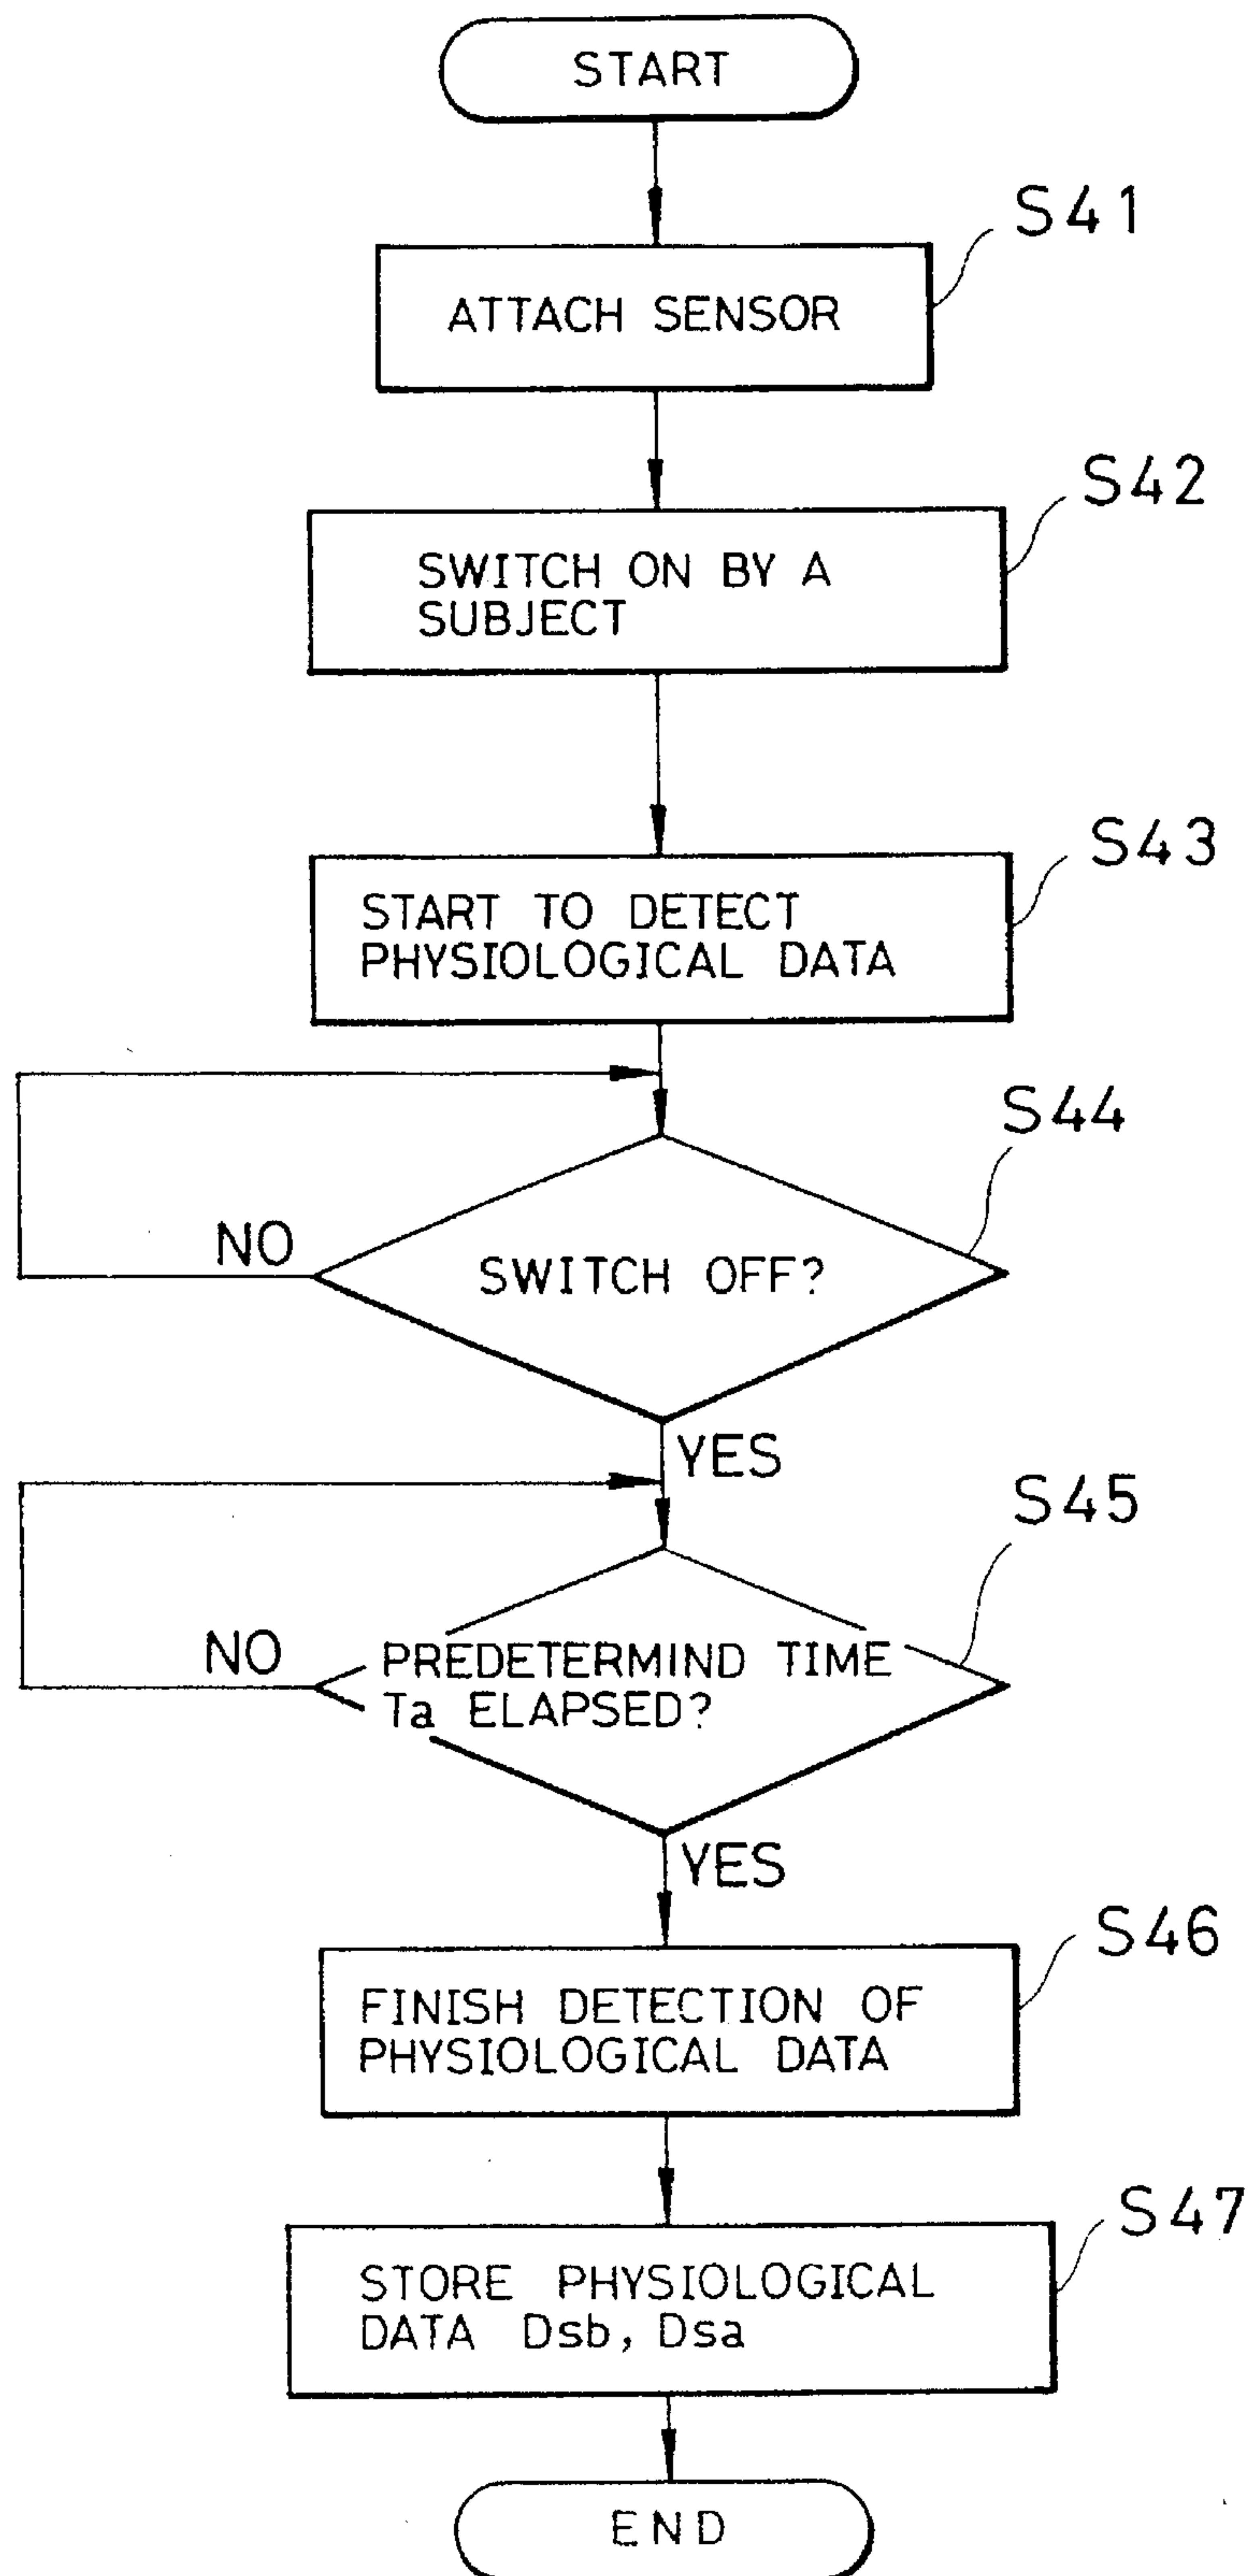 START
S41
ATTACH SENSOR
S42
SWITCH ON BY A
SUBJECT
S43
START TO DETECT
PHYSIOLOGICAL DATA
S44
NO
SWITCH OFF?
YES
S45
NO
PREDETERMIND TIME
Ta ELAPSED?
YES
S46
FINISH DETECTION OF
PHYSIOLOGICAL DATA
S47
STORE PHYSIOLOGICAL
DATA Dsb, Dsa
END